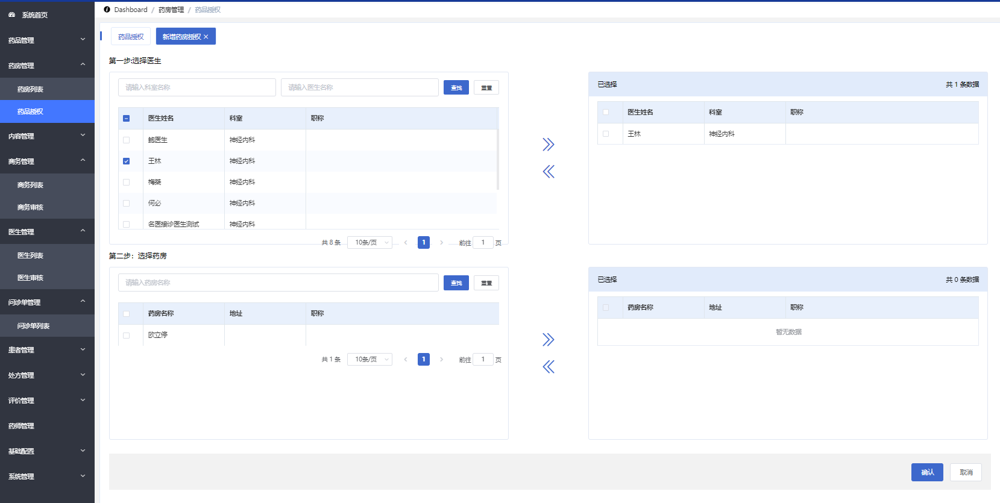 系统首页
药品管理
药房管理
药房列表
药品授权
内容管理
商务管理
商务列表
商务审核
医生管理
医生列表
医生审核
问诊单管理
问诊单列表
患者管理
处方管理
评价管理
药师管理
基础配置
系统管理
Dashboard / 药房管理 / 药品授权
药品授权 新增药房授权 ×
第一步:选择医生
请输入科室名称 请输入医生名称 查找 重置
医生姓名 科室 职称
鲍医生 神经内科
王林 神经内科
梅桀 神经内科
何必 神经内科
名医接诊医生测试 神经内科
共 8 条 10条/页 < 1 > 前往 1 页
已选择 共 1 条数据
医生姓名 科室 职称
王林 神经内科
第二步：选择药房
请输入药房名称 查找 重置
药房名称 地址 职称
欧立停
共 1 条 10条/页 < 1 > 前往 1 页
已选择 共 0 条数据
药房名称 地址 职称
暂无数据
确认 取消